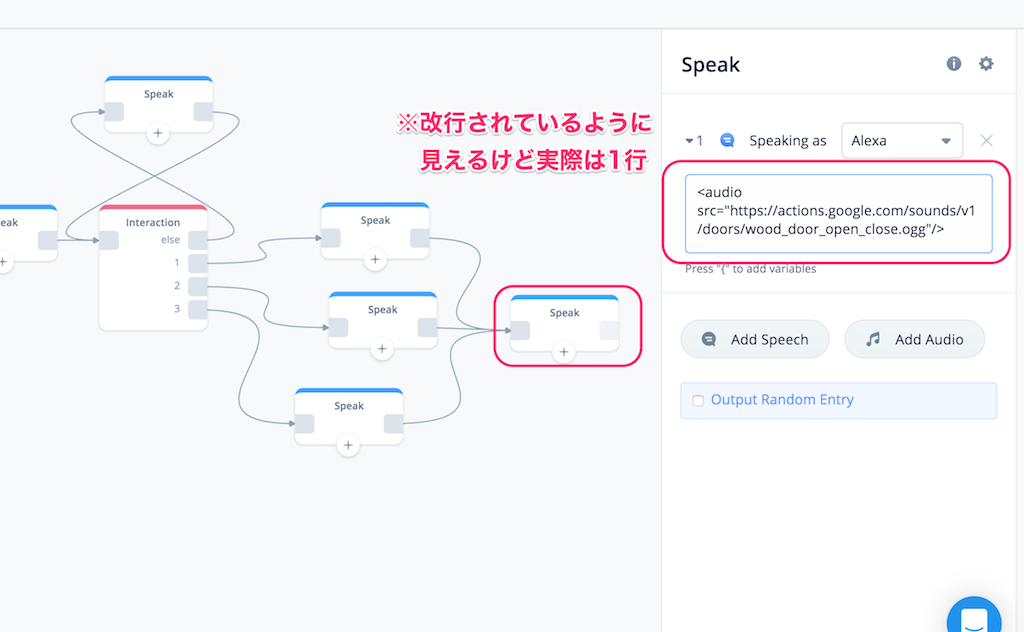 Speak
※改行されているように
見えるけど実際は1行
eak
Interaction
else
1
2
3
Speak
Speak
Speak
Speak
Speak
1
Speaking as
Alexa
<audio
src="https://actions.google.com/sounds/v1
/doors/wood_door_open_close.ogg"/>
Press "{" to add variables
Add Speech
Add Audio
Output Random Entry